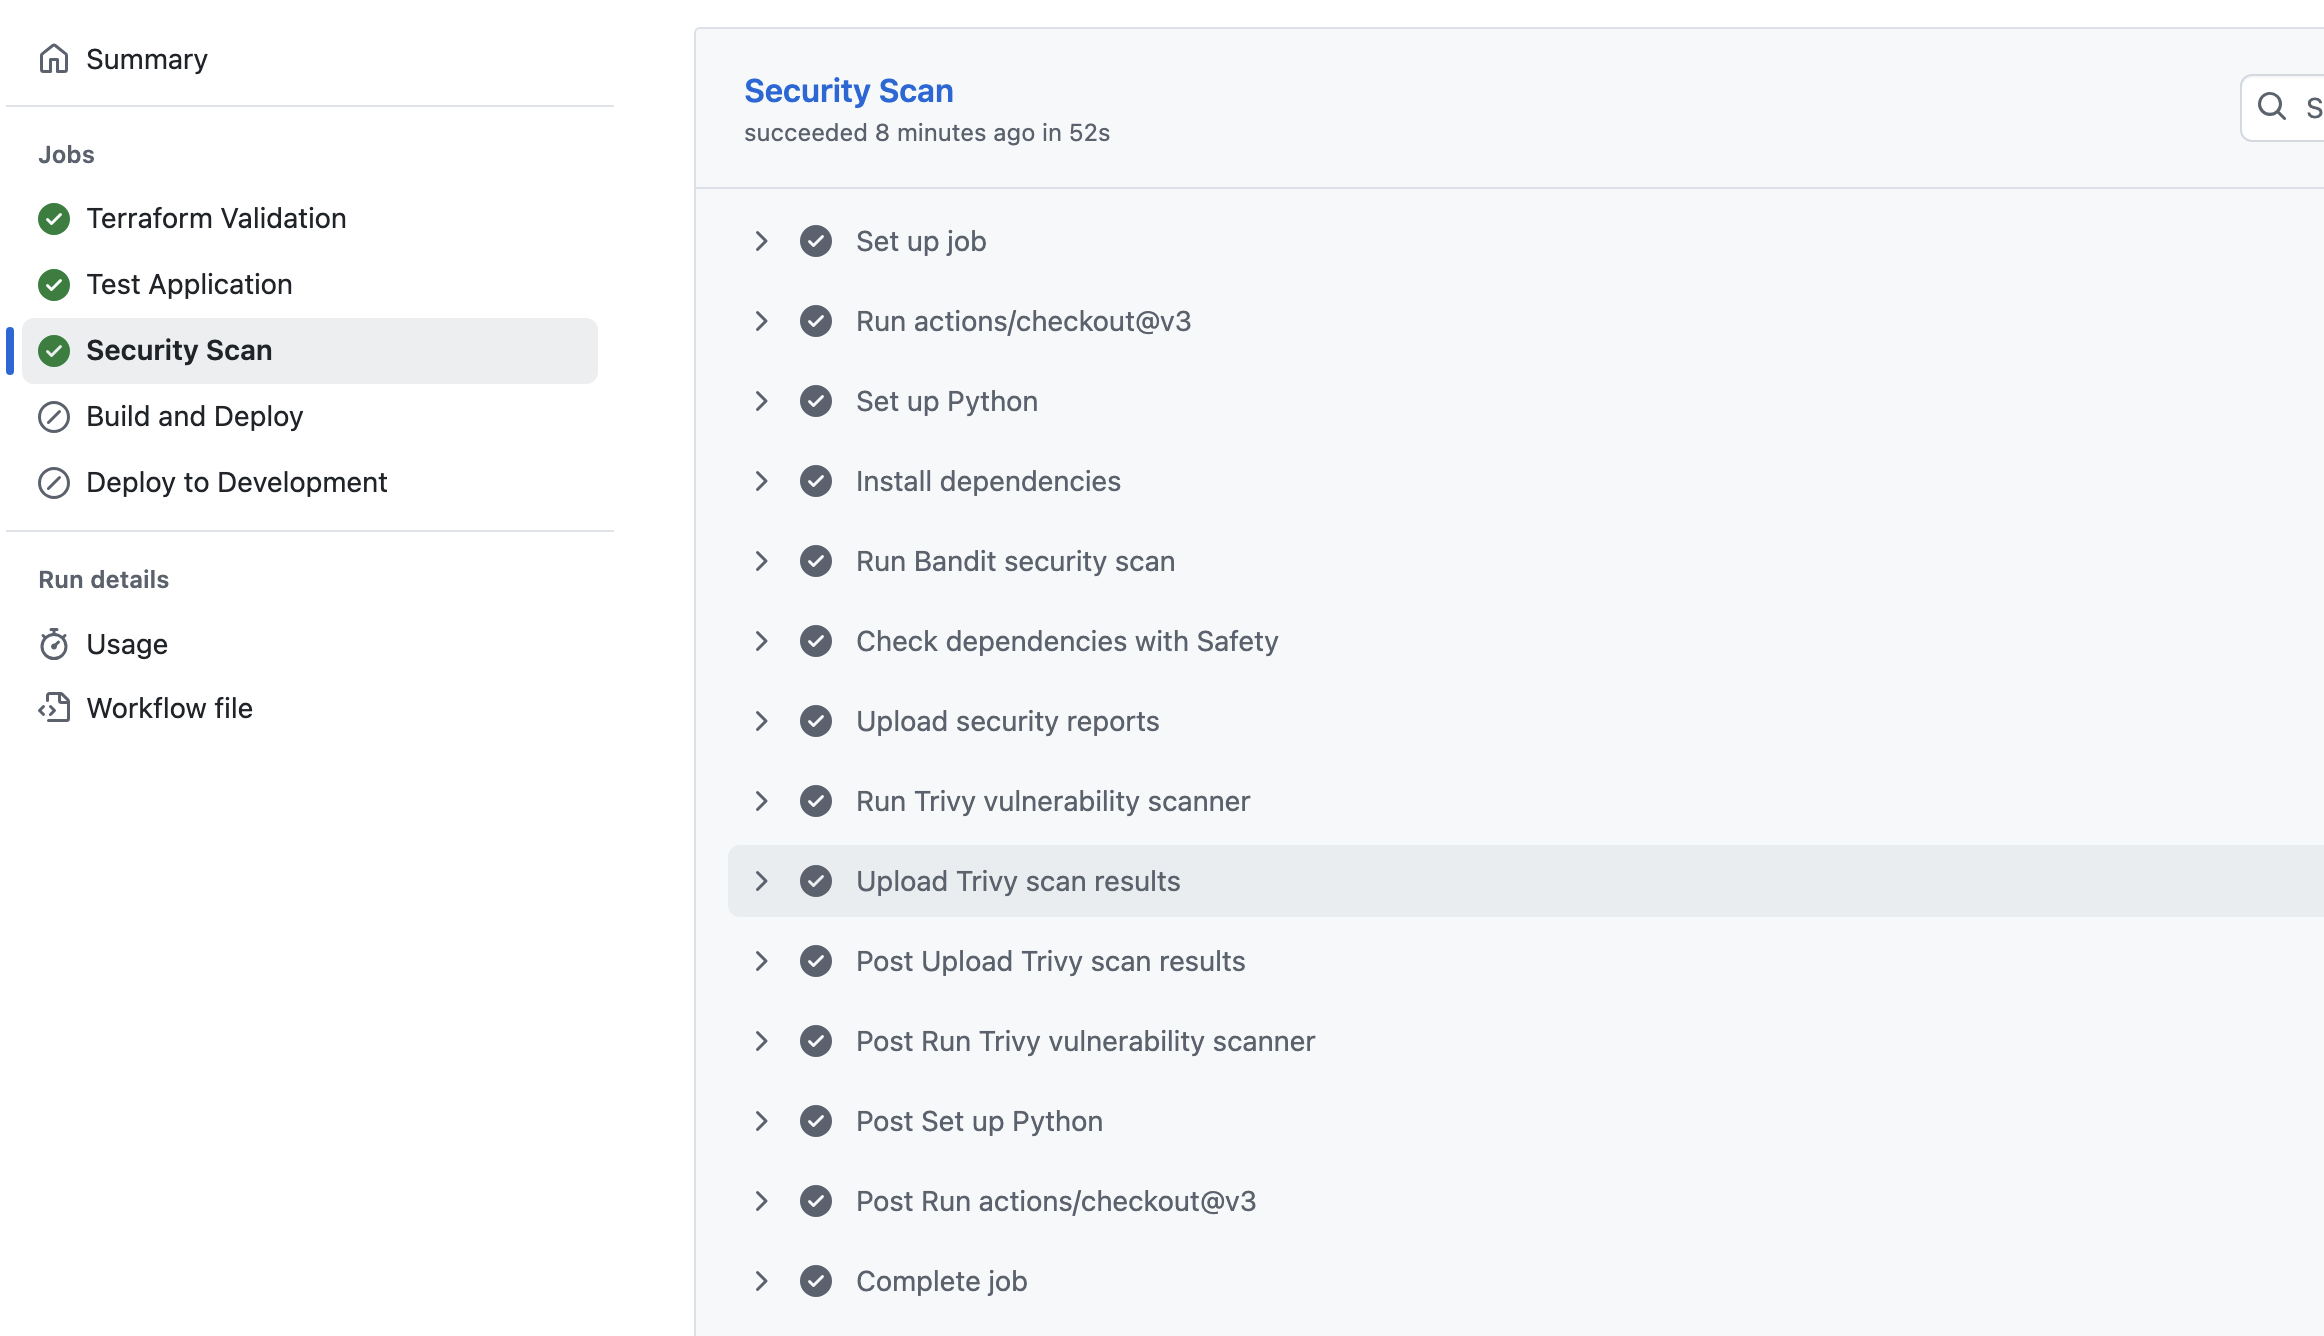 Summary
Jobs
Terraform Validation
Test Application
Security Scan
Build and Deploy
Deploy to Development
Run details
Usage
Workflow file
Security Scan
succeeded 8 minutes ago in 52s
S
Set up job
Run actions/checkout@v3
Set up Python
Install dependencies
Run Bandit security scan
Check dependencies with Safety
Upload security reports
Run Trivy vulnerability scanner
Upload Trivy scan results
Post Upload Trivy scan results
Post Run Trivy vulnerability scanner
Post Set up Python
Post Run actions/checkout@v3
Complete job